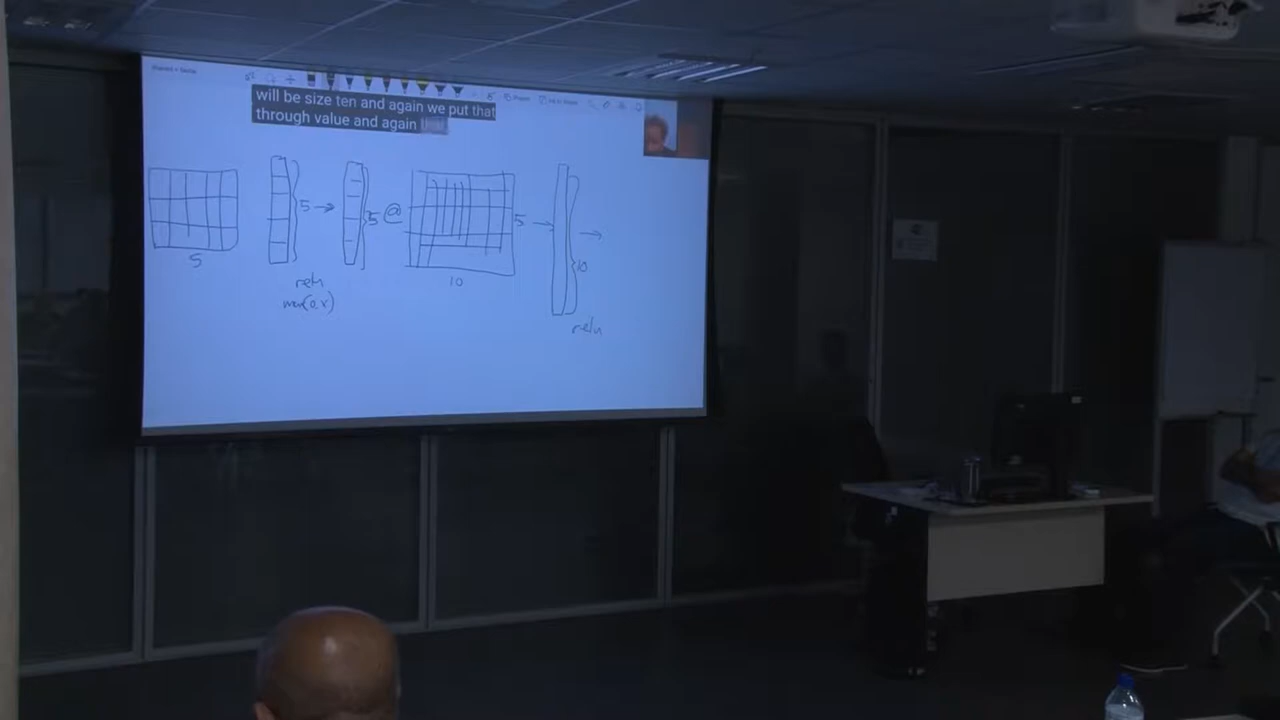 will be size ten and again we put that
through value and again that
5 → 5 @ 5 → →
5
10
10
relu
max(0,x)
relu